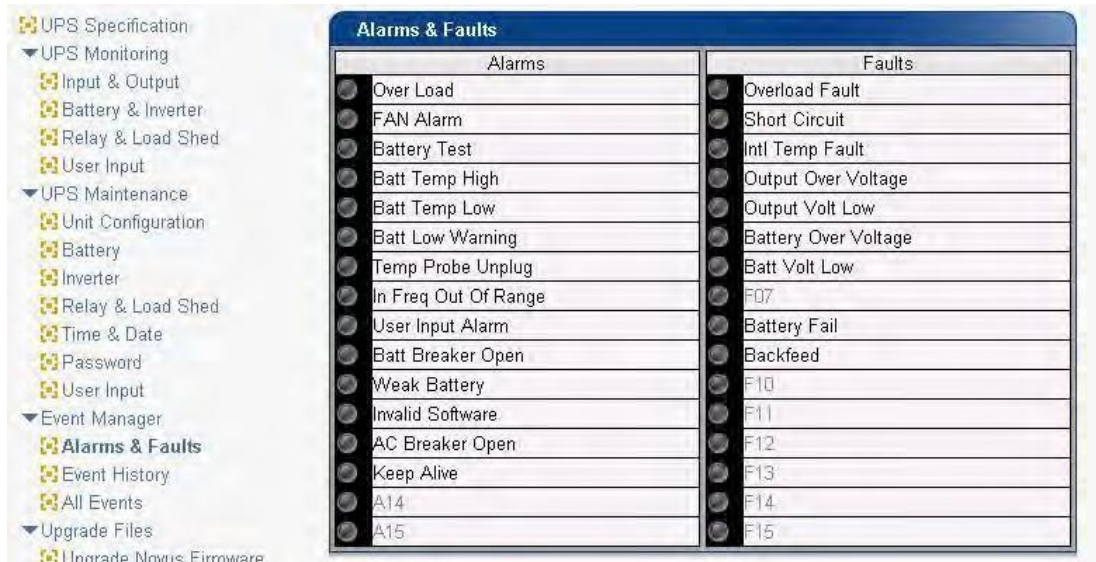 UPS Specification
UPS Monitoring
Input & Output
Battery & Inverter
Relay & Load Shed
User Input
UPS Maintenance
Unit Configuration
Battery
Inverter
Relay & Load Shed
Time & Date
Password
User Input
Event Manager
Alarms & Faults
Event History
All Events
Upgrade Files
Upgrade Novus Firmware
Alarms & Faults
Alarms
Over Load
FAN Alarm
Battery Test
Batt Temp High
Batt Temp Low
Batt Low Warning
Temp Probe Unplug
In Freq Out Of Range
User Input Alarm
Batt Breaker Open
Weak Battery
Invalid Software
AC Breaker Open
Keep Alive
A14
A15
Faults
Overload Fault
Short Circuit
Intl Temp Fault
Output Over Voltage
Output Volt Low
Battery Over Voltage
Batt Volt Low
F07
Battery Fail
Backfeed
F10
F11
F12
F13
F14
F15